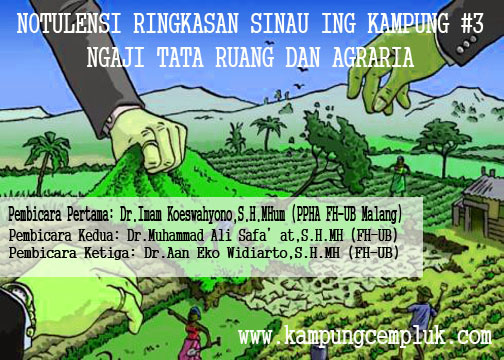 NOTULENSI RINGKASAN SINAU ING KAMPUNG #3
NGAJI TATA RUANG DAN AGRARIA
Pembicara Pertama: Dr,Imam Koeswahyono,S,H,MHum (PPHA FH-UB Malang)
Pembicara Kedua: Dr.Muhammad Ali Safa'at,S.H.MH (FH-UB)
Pembicara Ketiga: Dr.Aan Eko Widiarto,S.H.MH (FH-UB)
www.kampungcempluk.com